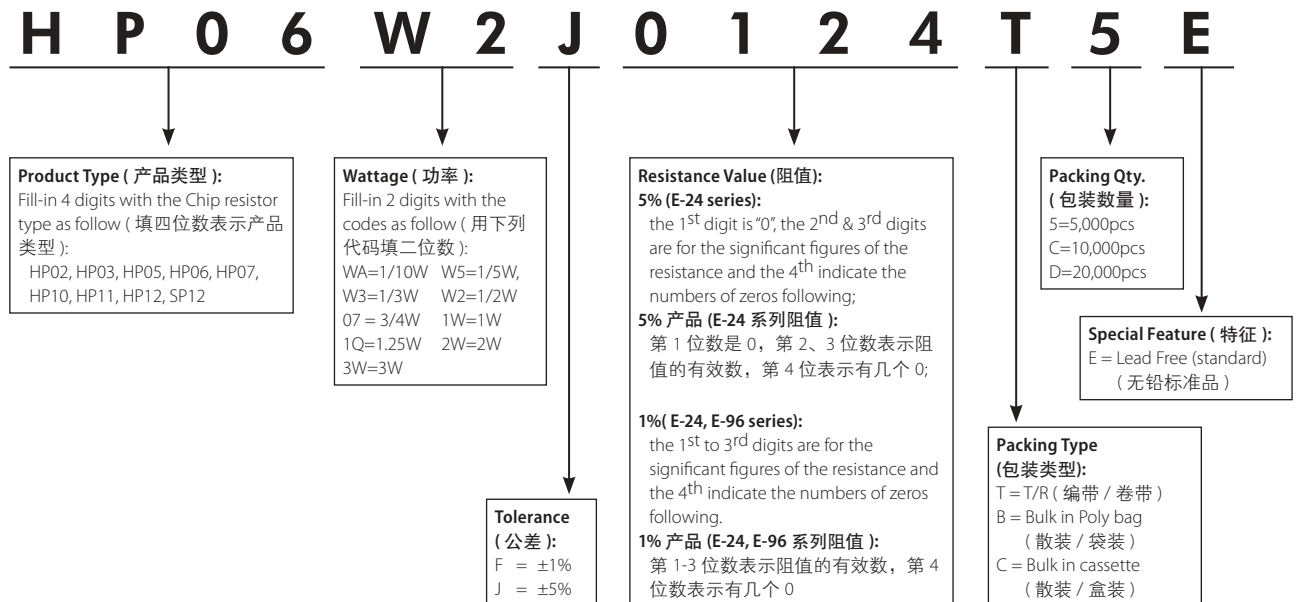 H P 0 6 W 2 J 0 1 2 4 T 5 E
Product Type ( 产品类型 ):
Fill-in 4 digits with the Chip resistor
type as follow ( 填四位数表示产品
类型 ):
HP02, HP03, HP05, HP06, HP07,
HP10, HP11, HP12, SP12
Wattage ( 功率 ):
Fill-in 2 digits with the
codes as follow ( 用下列
代码填二位数 ):
WA=1/10W W5=1/5W,
W3=1/3W W2=1/2W
07 = 3/4W 1W=1W
1Q=1.25W 2W=2W
3W=3W
Tolerance
( 公差 ):
F = ±1%
J = ±5%
Resistance Value (阻值):
5% (E-24 series):
the 1st digit is “0”, the 2nd & 3rd digits
are for the significant figures of the
resistance and the 4th indicate the
numbers of zeros following;
5% 产品 (E-24 系列阻值 ):
第 1 位数是 0，第 2、3 位数表示阻
值的有效数，第 4 位表示有几个 0;
1%( E-24, E-96 series):
the 1st to 3rd digits are for the
significant figures of the resistance and
the 4th indicate the numbers of zeros
following.
1% 产品 (E-24, E-96 系列阻值 ):
第 1-3 位数表示阻值的有效数，第 4
位数表示有几个 0
Packing Type
(包装类型):
T = T/R ( 编带 / 卷带 )
B = Bulk in Poly bag
( 散装 / 袋装 )
C = Bulk in cassette
( 散装 / 盒装 )
Packing Qty.
( 包装数量 ):
5=5,000pcs
C=10,000pcs
D=20,000pcs
Special Feature ( 特征 ):
E = Lead Free (standard)
( 无铅标准品 )